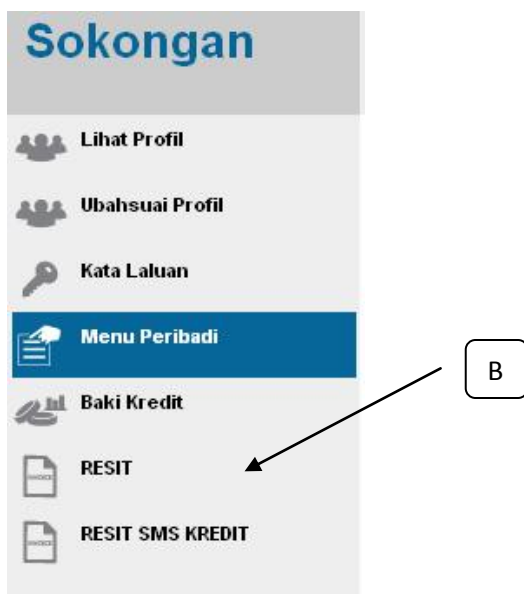 Sokongan
Lihat Profil
Ubahsuai Profil
Kata Laluan
Menu Peribadi
Baki Kredit
B
RESIT
RESIT SMS KREDIT